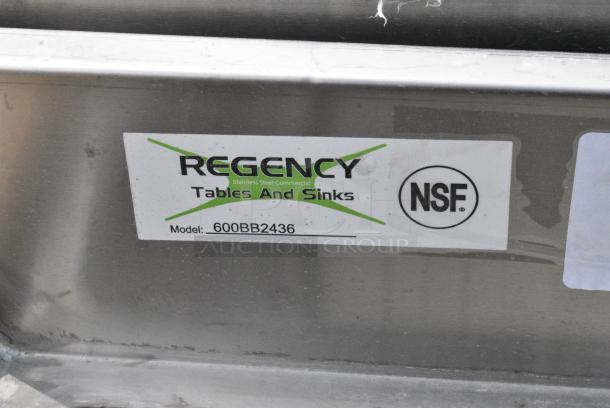 REGENCY
Stainless Steel Commercial
Tables And Sinks
NSF
Model: 600BB2436
AUCTION GROUP